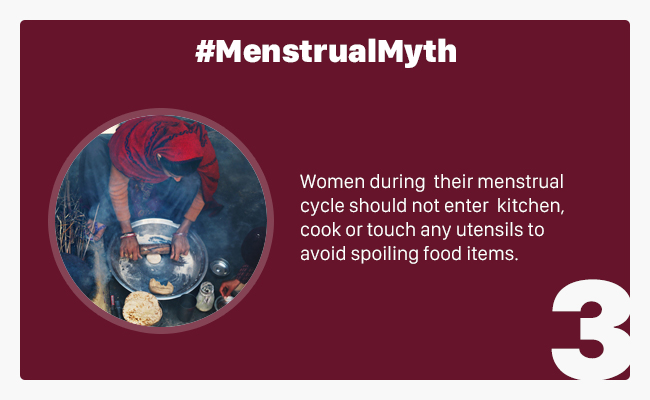 #MenstrualMyth
Women during their menstrual
cycle should not enter kitchen,
cook or touch any utensils to
avoid spoiling food items.
3